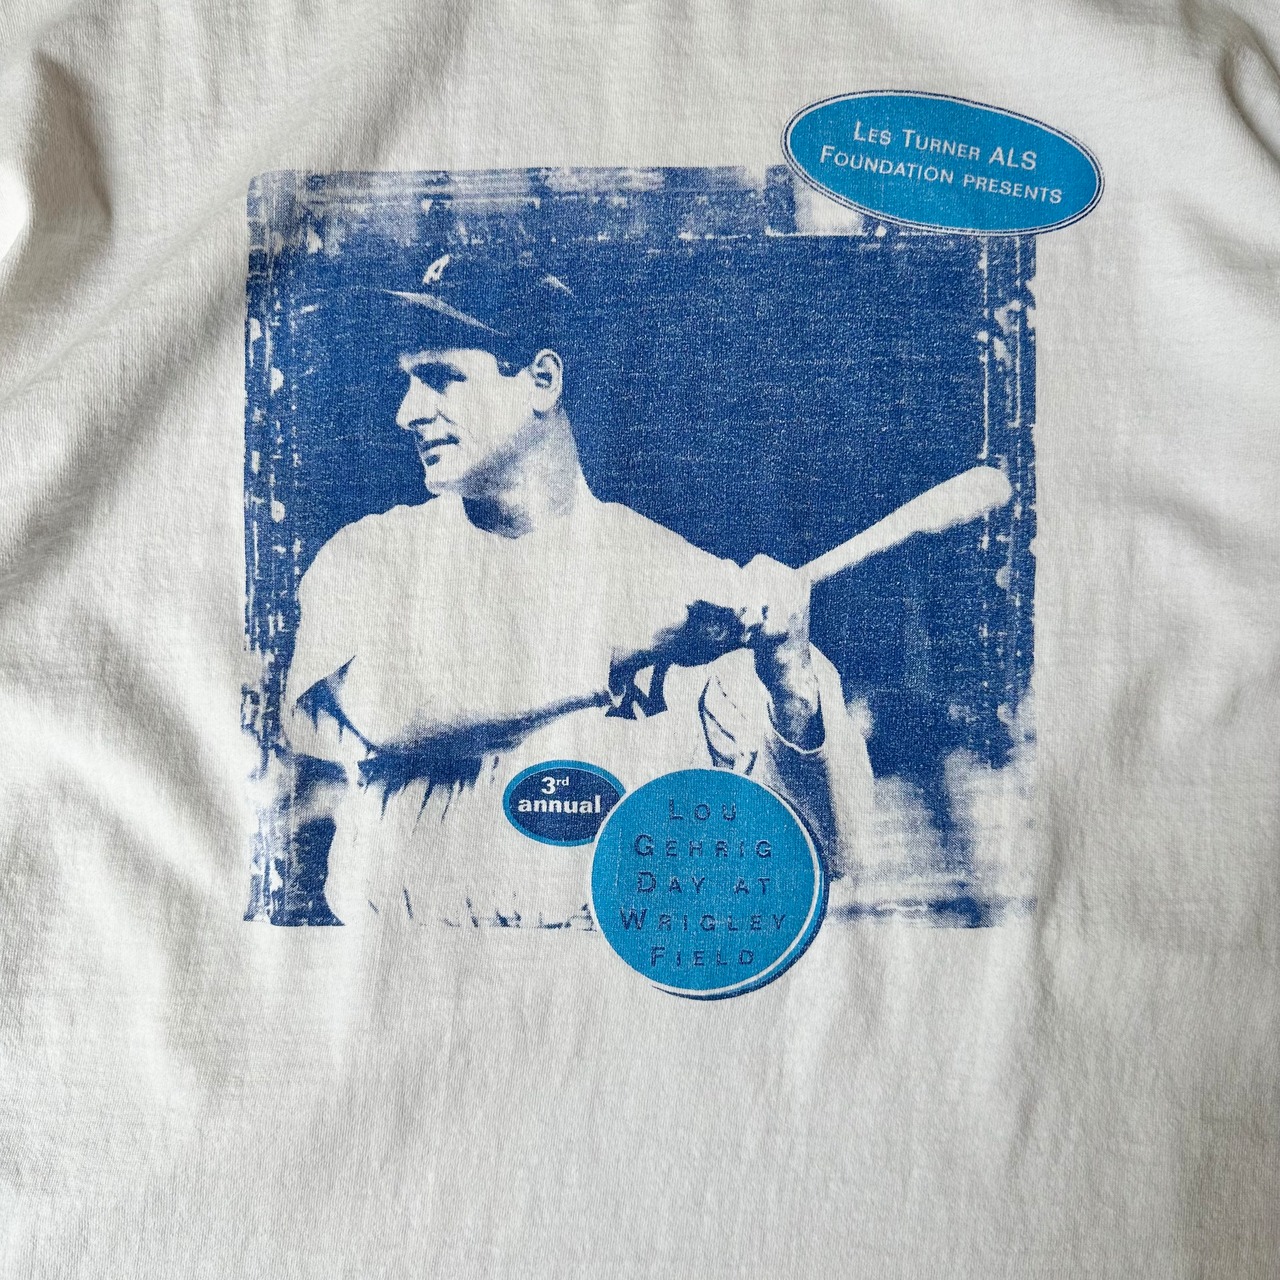 Les Turner ALS
Foundation presents
3rd
annual
Lou
Gehrig
Day at
Wrigley
Field